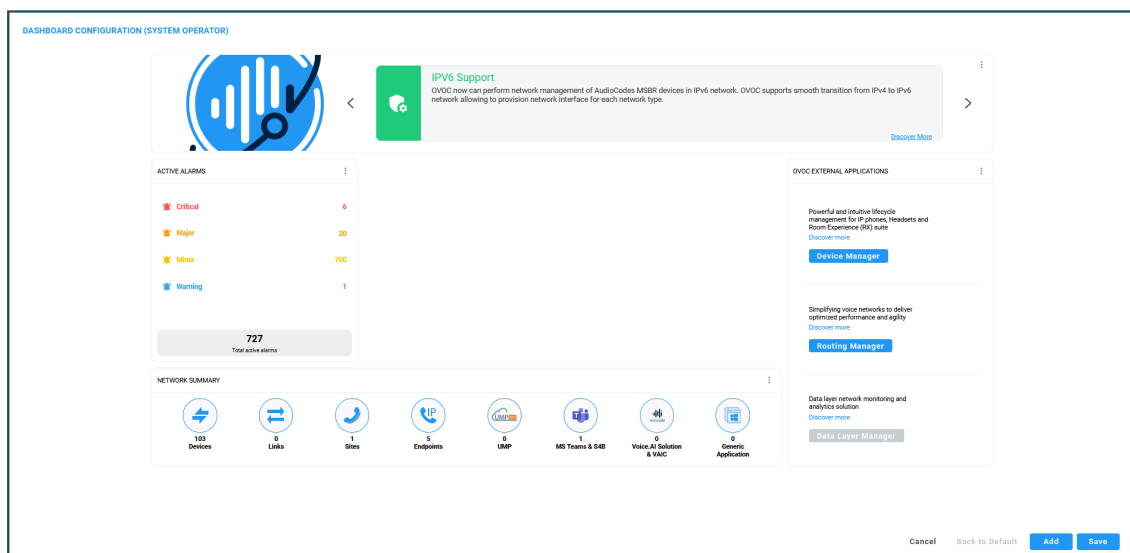 DASHBOARD CONFIGURATION (SYSTEM OPERATOR)
IPV6 Support
OVOC now can perform network management of AudioCodes MSBR devices in IPv6 network. OVOC supports smooth transition from IPv4 to IPv6
network allowing to provision network interface for each network type.
Discover More
ACTIVE ALARMS
Critical 6
Major 20
Minor 700
Warning 1
727
Total active alarms
OVOC EXTERNAL APPLICATIONS
Powerful and intuitive lifecycle
management for IP phones, Headsets and
Room Experience (RX) suite
Discover more
Device Manager
Simplifying voice networks to deliver
optimized performance and agility
Discover more
Routing Manager
Data layer network monitoring and
analytics solution
Discover more
Data Layer Manager
NETWORK SUMMARY
IP
UMP
103
Devices
0
Links
1
Sites
5
Endpoints
0
UMP
1
MS Teams & S4B
0
Voice.AI Solution
& VAIC
0
Generic
Application
Cancel
Back to Default
Add
Save